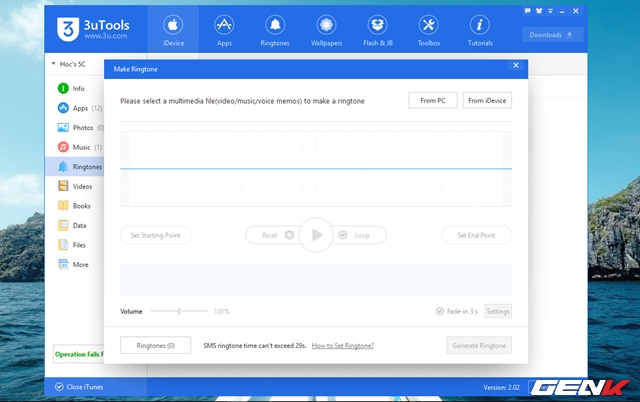 3 3uTools
www.3u.com
iDevice
Apps
Ringtones
Wallpapers
Flash & JB
Toolbox
Tutorials
Downloads
Hoc's 5C
Info
Apps (12)
Photos (0)
Music (1)
Ringtones
Videos
Books
Data
Files
More
Operation Fails F
Close iTunes
Make Ringtone
Please select a multimedia file(video/music/voice memos) to make a ringtone
From PC
From iDevice
Set Starting Point
Reset
Loop
Set End Point
Volume
100%
Fade-in 3 s
Settings
Ringtones (0)
SMS ringtone time can't exceed 29s.
How to Set Ringtone?
Generate Ringtone
Version: 2.02
GENK